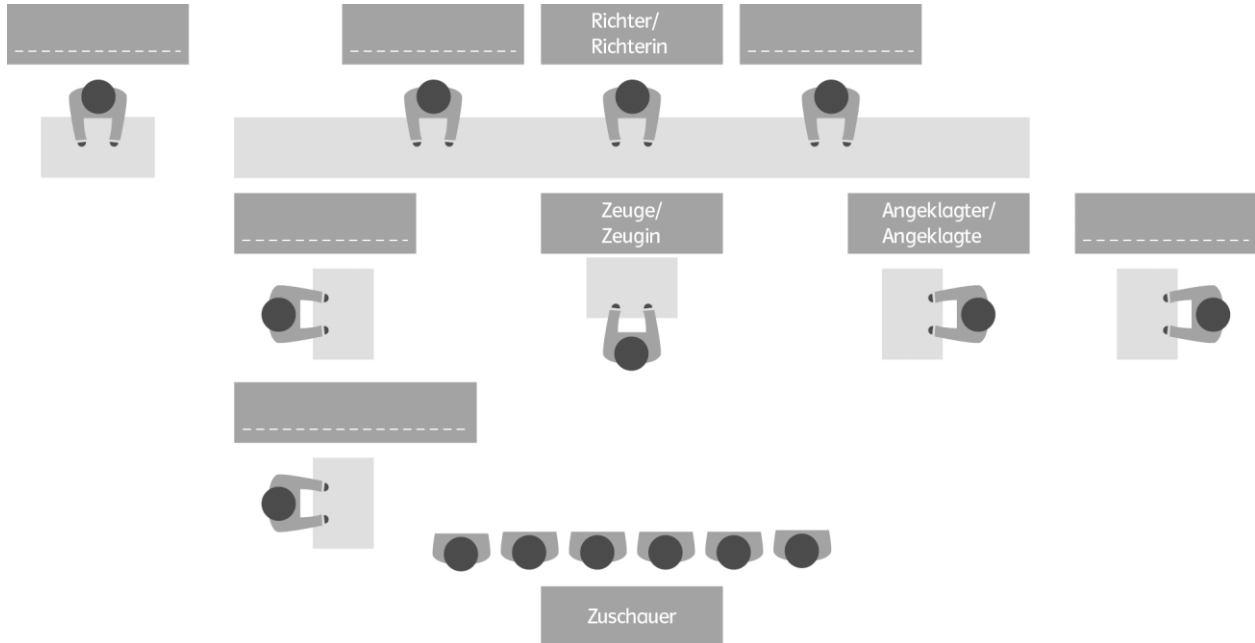 Richter/
Richterin
Zeuge/
Zeugin
Angeklagter/
Angeklagte
Zuschauer